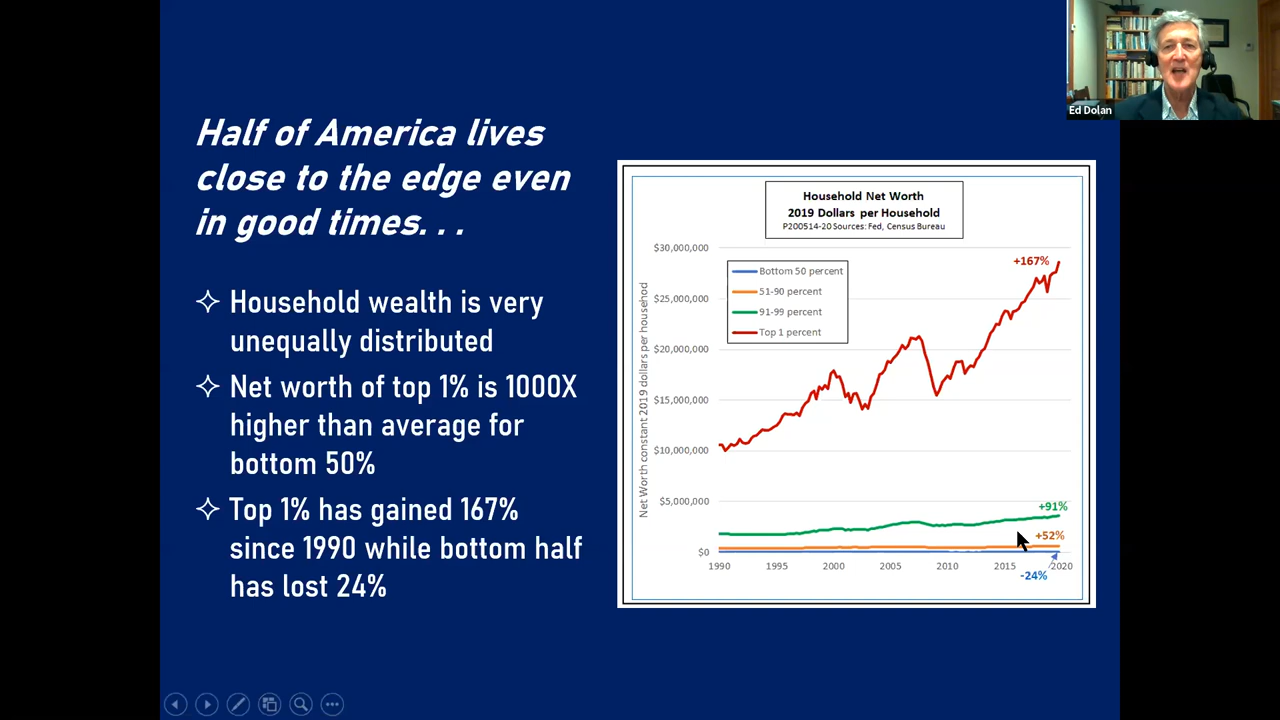 Half of America lives
close to the edge even
in good times. . .
Household wealth is very
unequally distributed
Net worth of top 1% is 1000X
higher than average for
bottom 50%
Top 1% has gained 167%
since 1990 while bottom half
has lost 24%
Household Net Worth
2019 Dollars per Household
P200514-20 Sources: Fed, Census Bureau
Net Worth constant 2019 dollars per househod
$30,000,000
$25,000,000
$20,000,000
$15,000,000
$10,000,000
$5,000,000
$0
Bottom 50 percent
51-90 percent
91-99 percent
Top 1 percent
+167%
+91%
+52%
-24%
1990 1995 2000 2005 2010 2015 2020
Ed Dolan